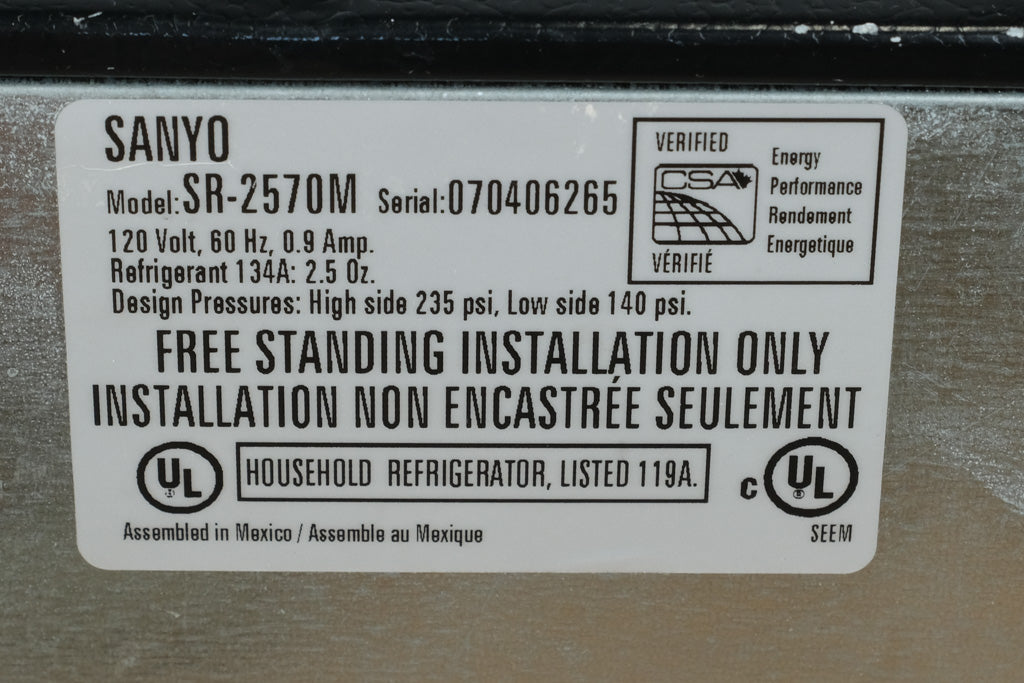 SANYO
Model: SR-2570M Serial: 070406265
120 Volt, 60 Hz, 0.9 Amp.
Refrigerant 134A: 2.5 Oz.
Design Pressures: High side 235 psi, Low side 140 psi.
VERIFIED
CSA
VÉRIFIÉ
Energy
Performance
Rendement
Energetique
FREE STANDING INSTALLATION ONLY
INSTALLATION NON ENCASTRÉE SEULEMENT
UL
HOUSEHOLD REFRIGERATOR, LISTED 119A.
C UL
®
Assembled in Mexico / Assemble au Mexique
SEEM